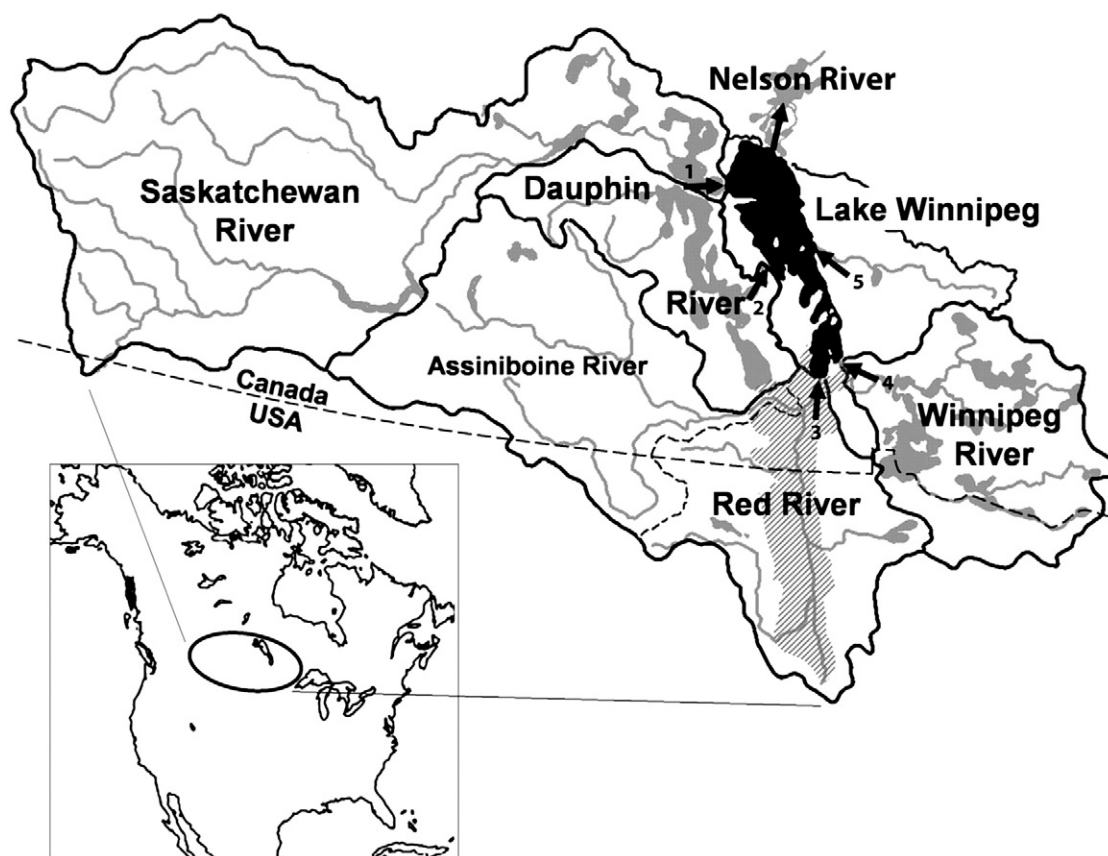 Nelson River
1
Saskatchewan
River
Dauphin
Lake Winnipeg
River
2
5
Assiniboine River
4
Canada
USA
3
Winnipeg
River
Red River